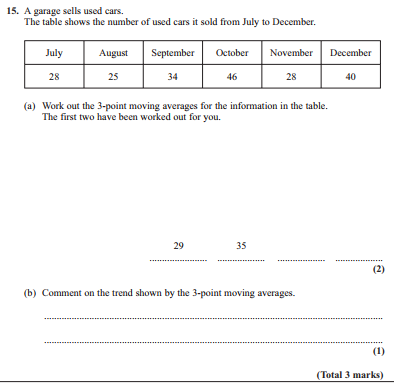 15. A garage sells used cars.
The table shows the number of used cars it sold from July to December.
July August September October November December
28 25 34 46 28 40
(a) Work out the 3-point moving averages for the information in the table.
The first two have been worked out for you.
29 35
(2)
(b) Comment on the trend shown by the 3-point moving averages.
(1)
(Total 3 marks)